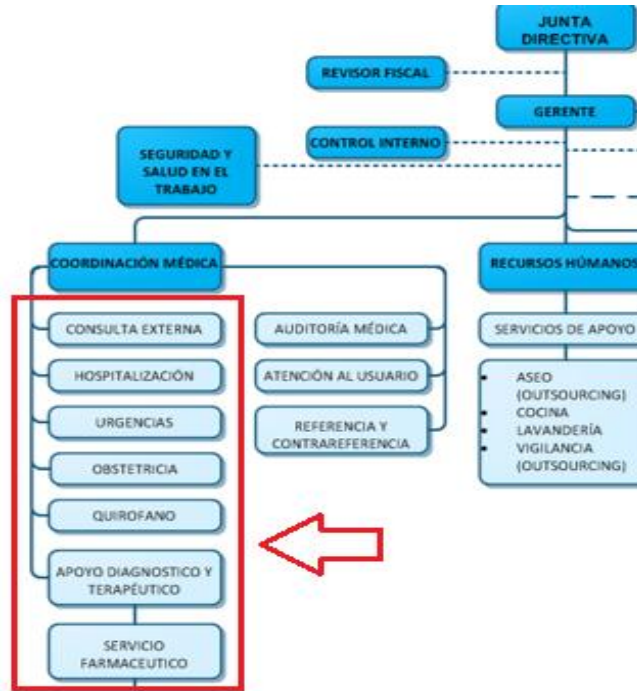 JUNTA
DIRECTIVA
REVISOR FISCAL
GERENTE
CONTROL INTERNO
SEGURIDAD Y
SALUD EN EL
TRABAJO
COORDINACIÓN MÉDICA
RECURSOS HÚMANOS
CONSULTA EXTERNA
HOSPITALIZACIÓN
URGENCIAS
OBSTETRICIA
QUIROFANO
APOYO DIAGNOSTICO Y
TERAPÉUTICO
SERVICIO
FARMACEUTICO
AUDITORÍA MÉDICA
ATENCIÓN AL USUARIO
REFERENCIA Y
CONTRAREFERENCIA
SERVICIOS DE APOYO
• ASEO
(OUTSOURCING)
• COCINA
• LAVANDERÍA
• VIGILANCIA
(OUTSOURCING)